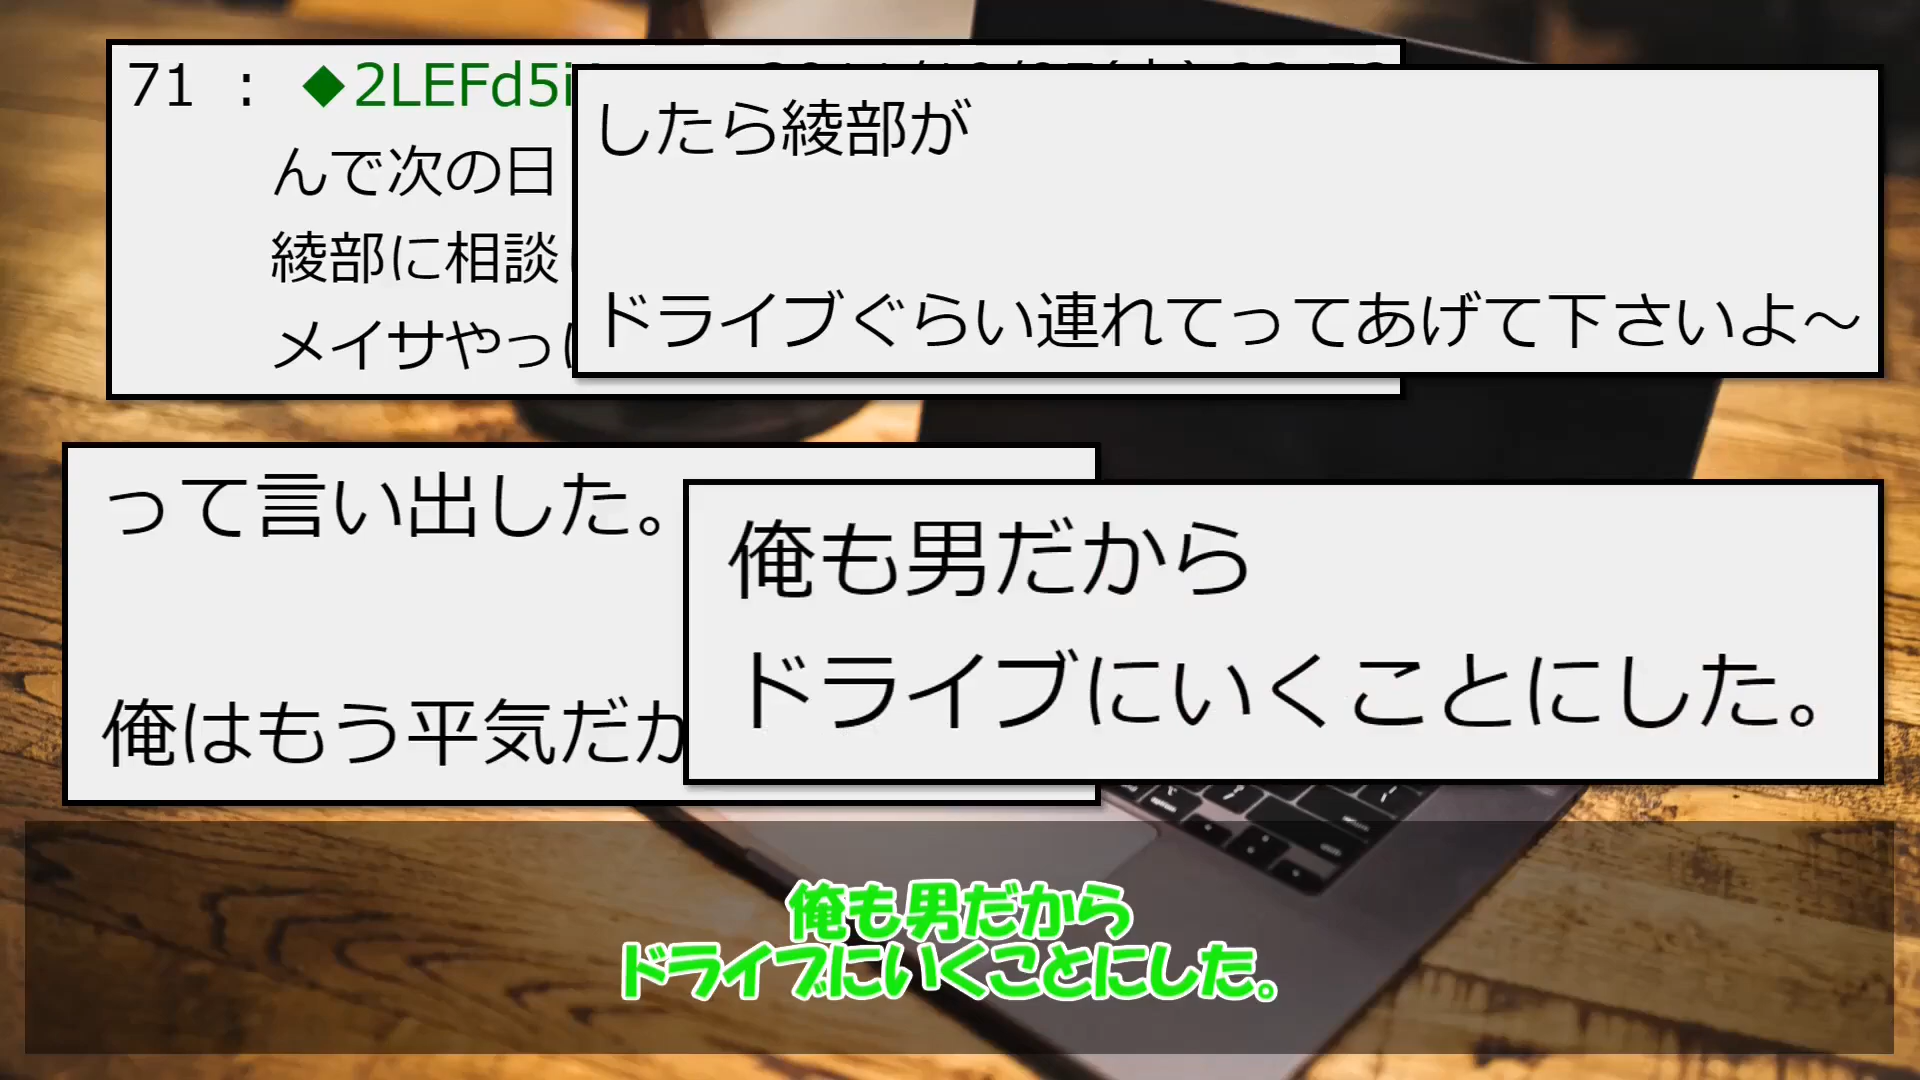 71 : ◆2LEFd5i
んで次の日
綾部に相談
メイサやっ
したら綾部が
ドライブぐらい連れてってあげて下さいよ～
って言い出した。
俺はもう平気だか
俺も男だから
ドライブにいくことにした。
俺も男だから
ドライブにいくことにした。